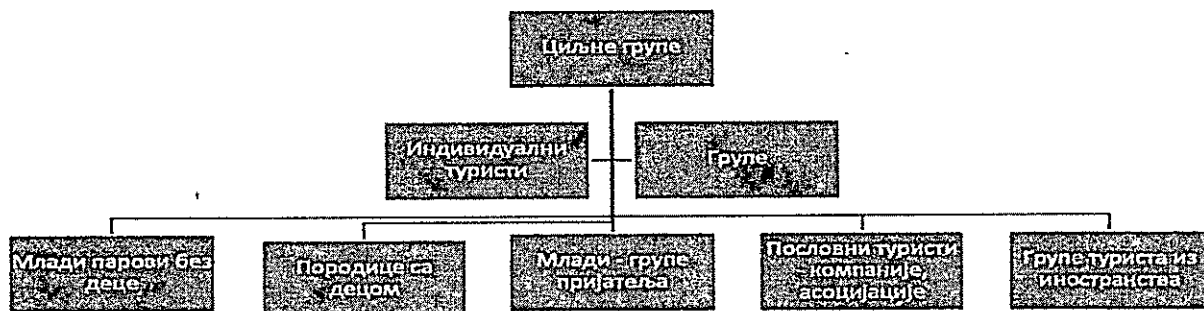 Циљне групе
Индивидуални
туристи
Групе
Млади парови без
деце
Породице са
децом
Млади - групе
пријатеља
Пословни туристи
- компаније,
асоцијације
Групе туриста из
иностранства